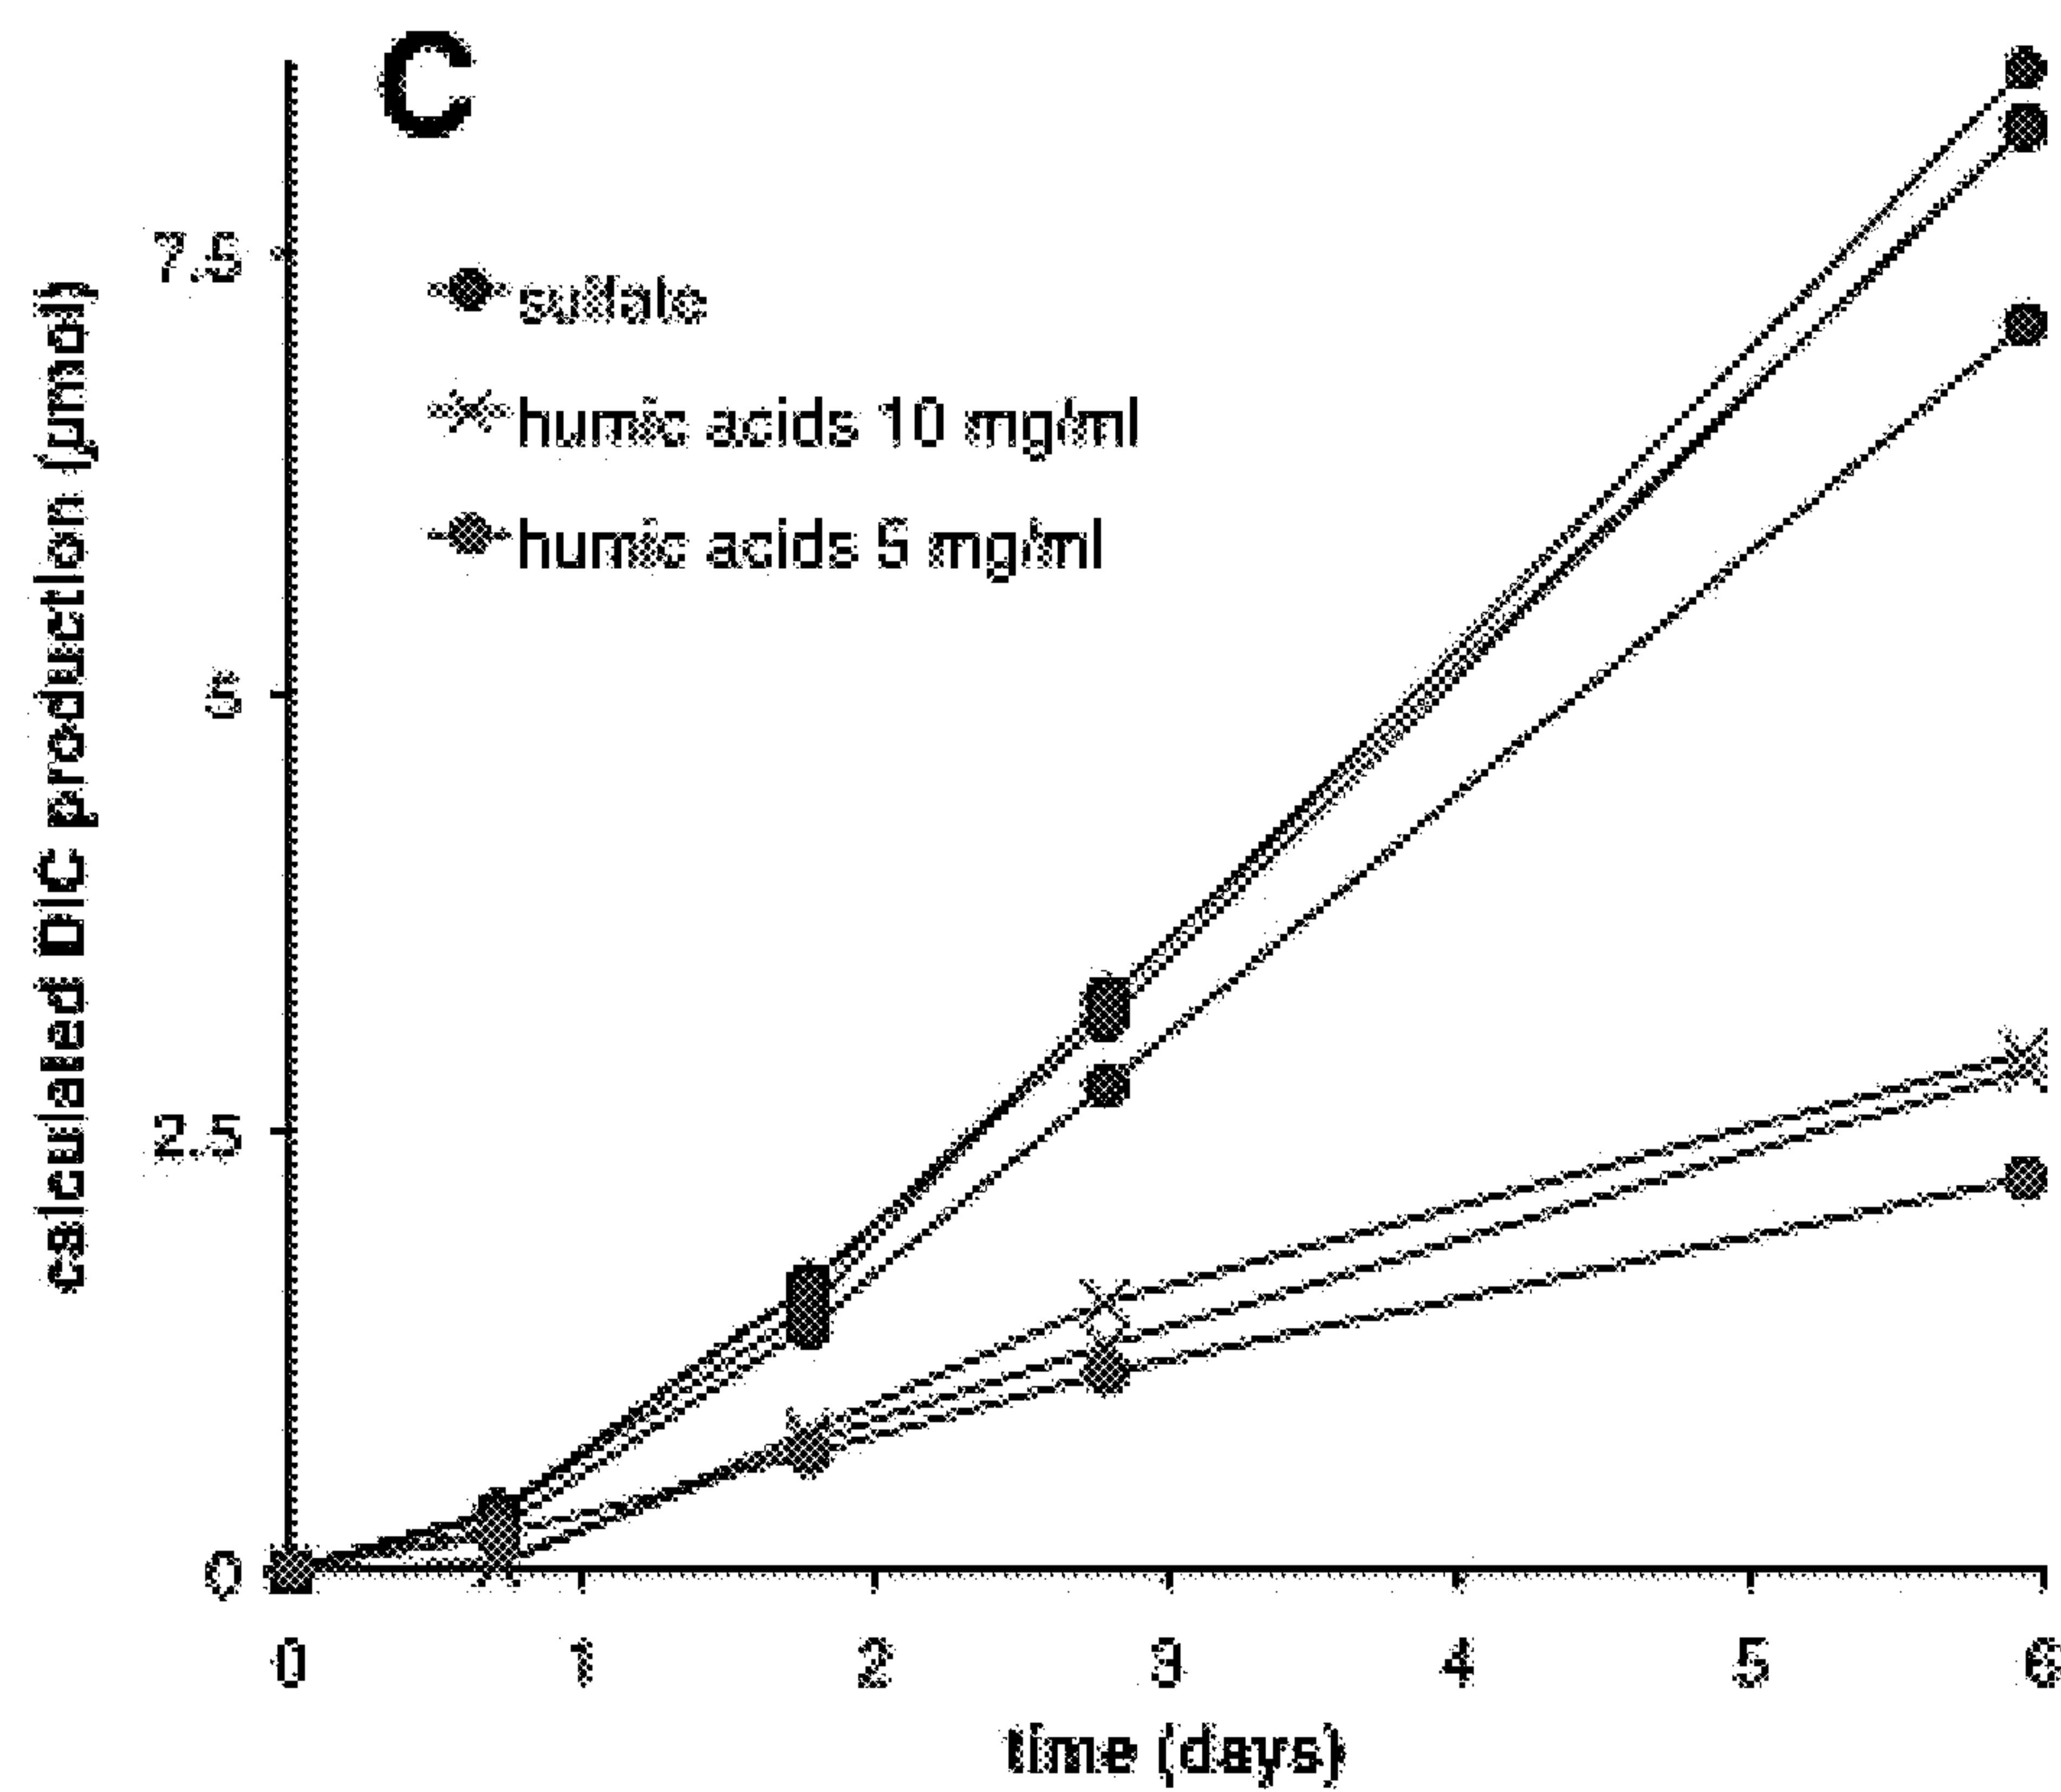 C
7.5
sulfate
humic acids 10 mg/ml
humic acids 5 mg/ml
5
2.5
0
calculated DIC production (µmol)
0 1 2 3 4 5 6
time (days)